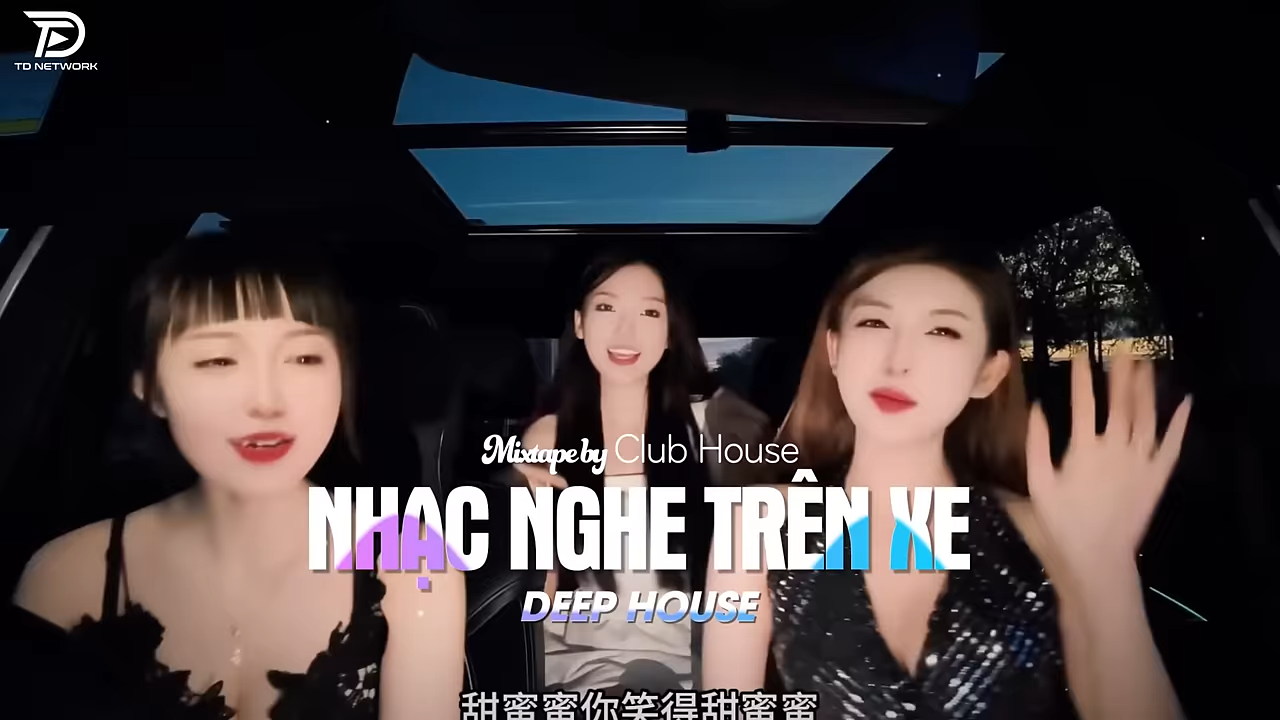 TD NETWORK
Mixtape by Club House
NHẠC NGHE TRÊN XE
DEEP HOUSE
甜蜜蜜你笑得甜蜜蜜